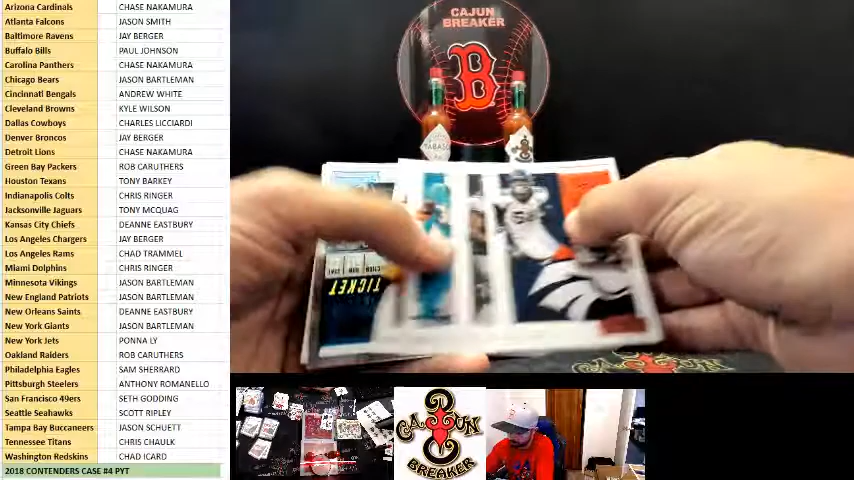 Arizona Cardinals CHASE NAKAMURA
Atlanta Falcons JASON SMITH
Baltimore Ravens JAY BERGER
Buffalo Bills PAUL JOHNSON
Carolina Panthers CHASE NAKAMURA
Chicago Bears JASON BARTLEMAN
Cincinnati Bengals ANDREW WHITE
Cleveland Browns KYLE WILSON
Dallas Cowboys CHARLES LICCIARDI
Denver Broncos JAY BERGER
Detroit Lions CHASE NAKAMURA
Green Bay Packers ROB CARUTHERS
Houston Texans TONY BARKEY
Indianapolis Colts CHRIS RINGER
Jacksonville Jaguars TONY MCQUAG
Kansas City Chiefs DEANNE EASTBURY
Los Angeles Chargers JAY BERGER
Los Angeles Rams CHAD TRAMMEL
Miami Dolphins CHRIS RINGER
Minnesota Vikings JASON BARTLEMAN
New England Patriots JASON BARTLEMAN
New Orleans Saints DEANNE EASTBURY
New York Giants JASON BARTLEMAN
New York Jets PONNA LY
Oakland Raiders ROB CARUTHERS
Philadelphia Eagles SAM SHERRARD
Pittsburgh Steelers ANTHONY ROMANELLO
San Francisco 49ers SETH GODDING
Seattle Seahawks SCOTT RIPLEY
Tampa Bay Buccaneers JASON SCHUETT
Tennessee Titans CHRIS CHAULK
Washington Redskins CHAD ICARD
2018 CONTENDERS CASE #4 PYT
CAJUN
BREAKER
B
TABASCO
TICKET
CAJUN
CAJUN
BREAKER